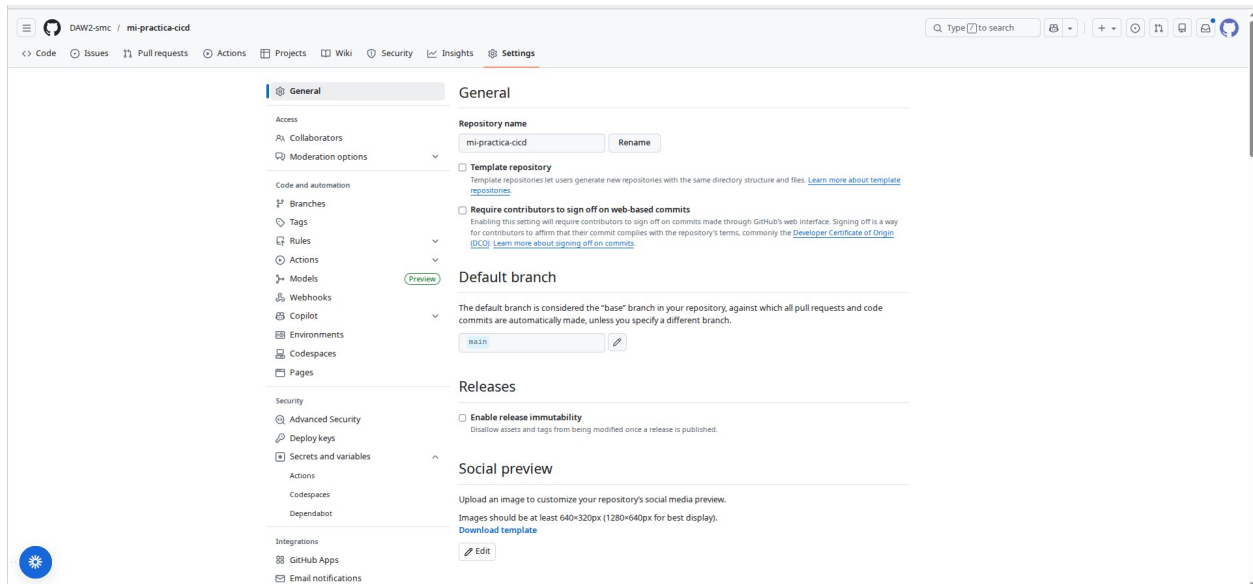 DAW2-smc / mi-practica-cicd
Type / to search
Code Issues Pull requests Actions Projects Wiki Security Insights Settings
General
Access
Collaborators
Moderation options
Code and automation
Branches
Tags
Rules
Actions
Models Preview
Webhooks
Copilot
Environments
Codespaces
Pages
Security
Advanced Security
Deploy keys
Secrets and variables
Actions
Codespaces
Dependabot
Integrations
GitHub Apps
Email notifications
General
Repository name
mi-practica-cicd Rename
Template repository
Template repositories let users generate new repositories with the same directory structure and files. Learn more about template
repositories.
Require contributors to sign off on web-based commits
Enabling this setting will require contributors to sign off on commits made through GitHub's web interface. Signing off is a way
for contributors to affirm that their commit complies with the repository's terms, commonly the Developer Certificate of Origin
(DCO). Learn more about signing off on commits.
Default branch
The default branch is considered the "base" branch in your repository, against which all pull requests and code
commits are automatically made, unless you specify a different branch.
main
Releases
Enable release immutability
Disallow assets and tags from being modified once a release is published.
Social preview
Upload an image to customize your repository's social media preview.
Images should be at least 640×320px (1280×640px for best display).
Download template
Edit